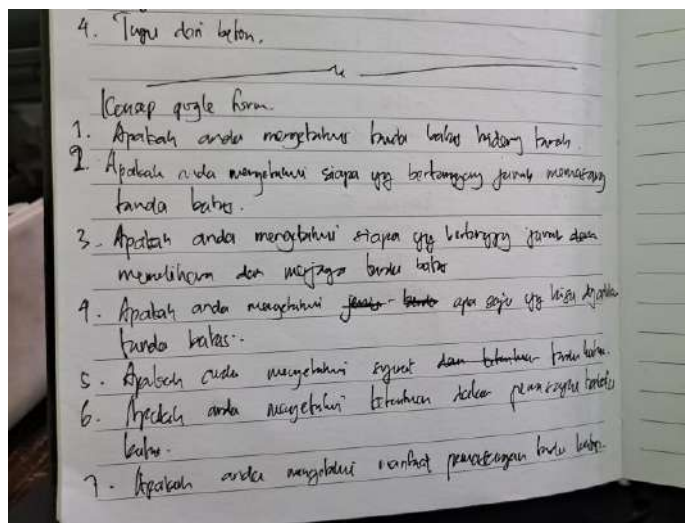 4. Tugu dari beton.
Konsep google form.
1. Apakah anda mengetahui tanda batas bidang tanah.
2. Apakah anda mengetahui siapa yg bertanggung jawab memasang
tanda batas.
3. Apakah anda mengetahui siapa yg bertanggung jawab
memelihara dan menjaga tanda batas
4. Apakah anda mengetahui apa saja yg bisa
tanda batas.
5. Apakah anda mengetahui syarat tanda batas.
6. Apakah anda mengetahui ketentuan dalam pemasangan
batas.
7. Apakah anda mengetahui manfaat pemasangan tanda batas.